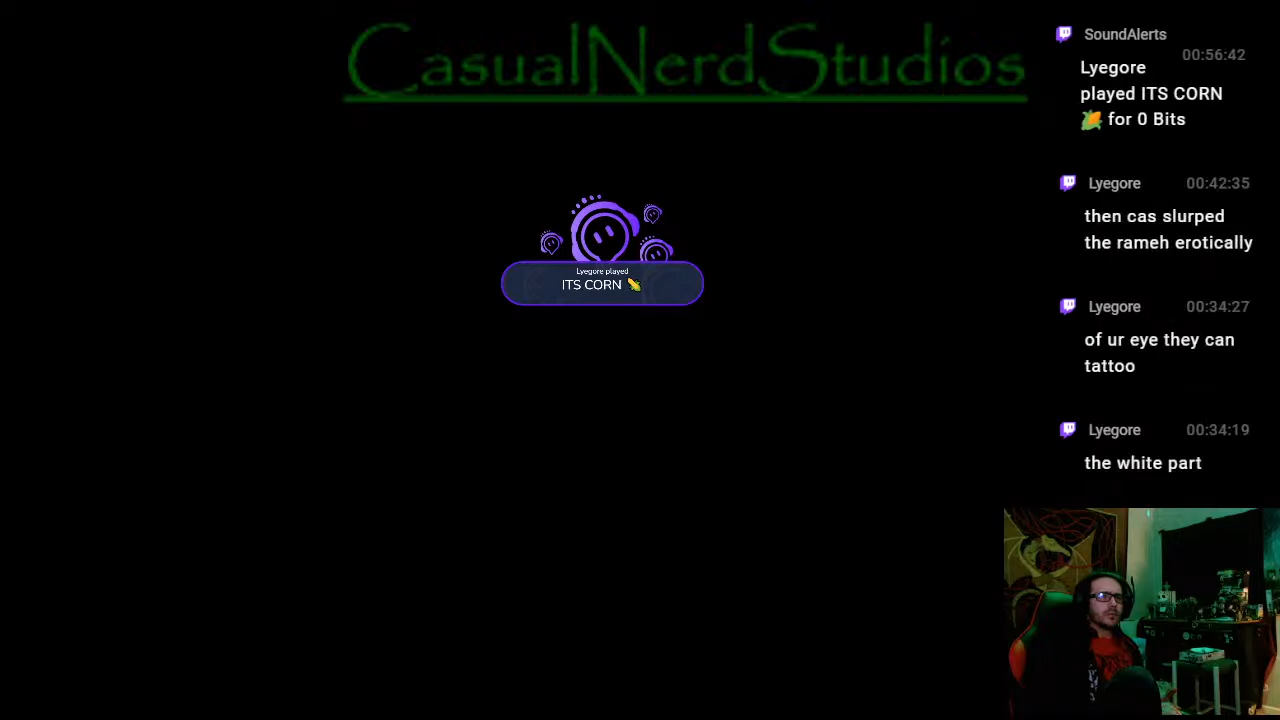 CasualNerdStudios
Lyegore played
ITS CORN 🌽
SoundAlerts
00:56:42
Lyegore
played ITS CORN
🌽 for 0 Bits
Lyegore 00:42:35
then cas slurped
the rameh erotically
Lyegore 00:34:27
of ur eye they can
tattoo
Lyegore 00:34:19
the white part